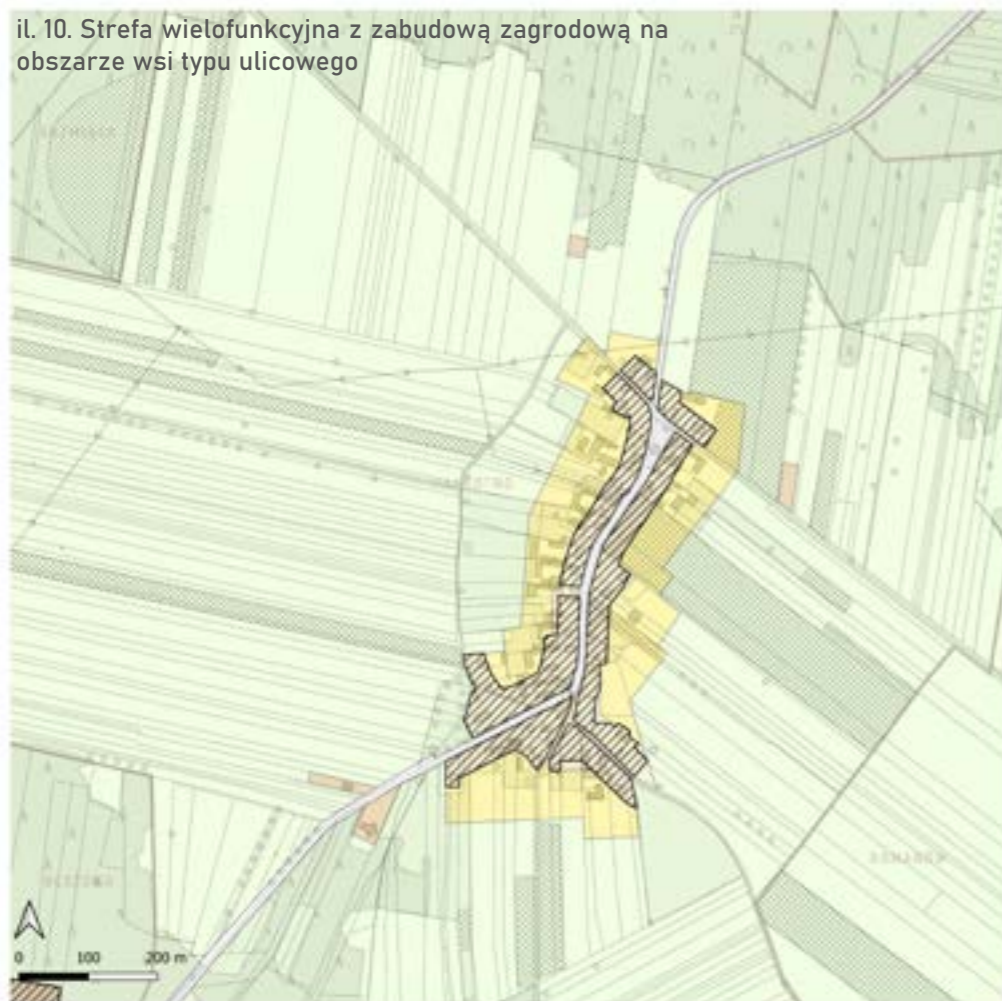 il. 10. Strefa wielofunkcyjna z zabudową zagrodową na
obszarze wsi typu ulicowego
0 100 200 m